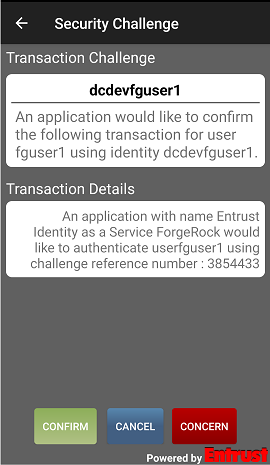 Security Challenge
Transaction Challenge
dcdevfguser1
An application would like to confirm
the following transaction for user
fguser1 using identity dcdevfguser1.
Transaction Details
An application with name Entrust
Identity as a Service ForgeRock would
like to authenticate userfguser1 using
challenge reference number : 3854433
CONFIRM
CANCEL
CONCERN
Powered by Entrust